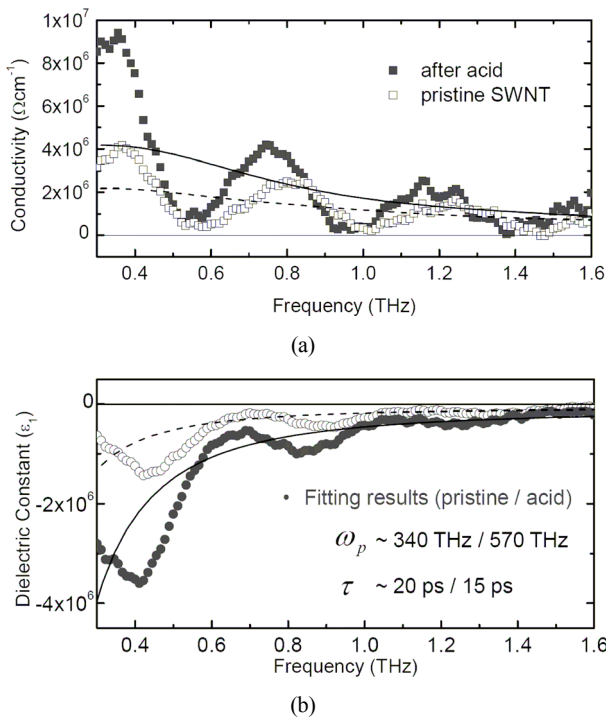 1x10⁷
8x10⁶
6x10⁶
4x10⁶
2x10⁶
0
Conductivity (Ωcm⁻¹)
after acid
pristine SWNT
0.4 0.6 0.8 1.0 1.2 1.4 1.6
Frequency (THz)
(a)
0
-2x10⁶
-4x10⁶
Dielectric Constant (ε₁)
Fitting results (pristine / acid)
ωp ~ 340 THz / 570 THz
τ ~ 20 ps / 15 ps
0.4 0.6 0.8 1.0 1.2 1.4 1.6
Frequency (THz)
(b)